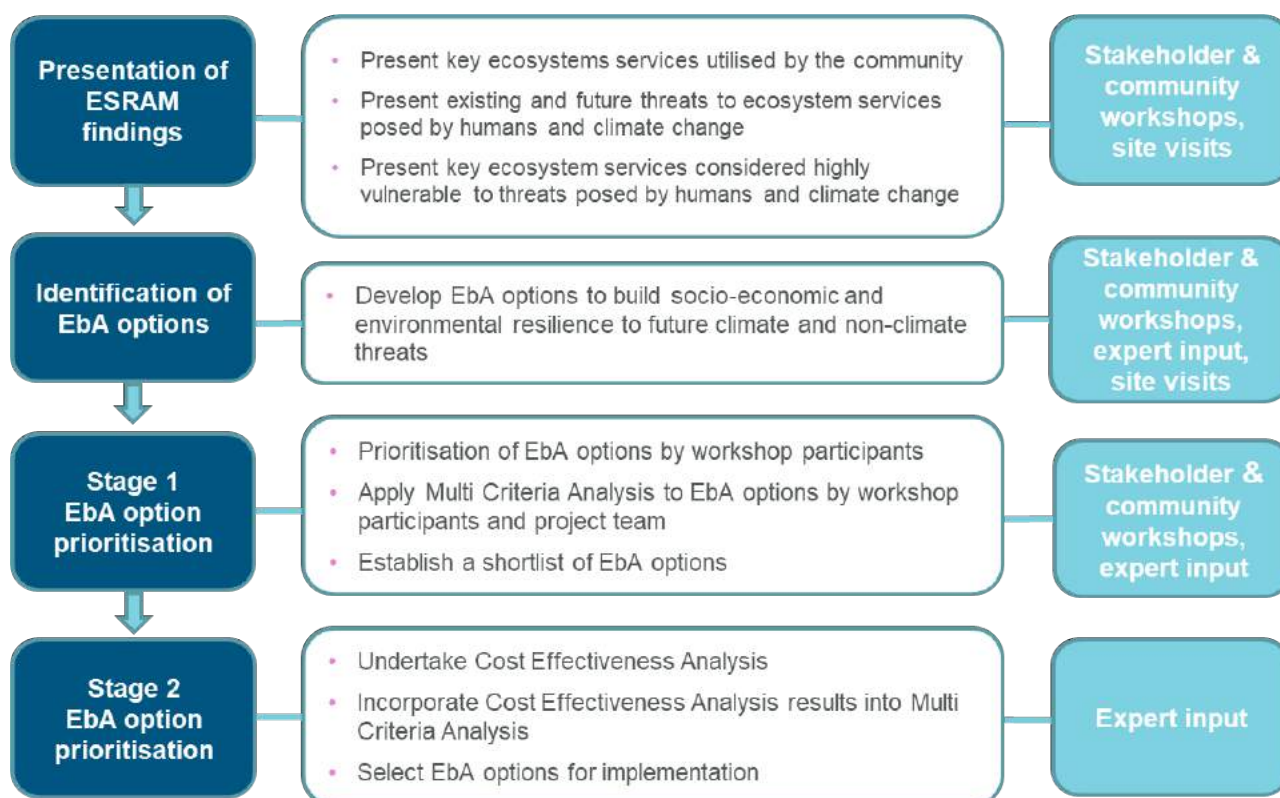 Presentation of
ESRAM
findings
• Present key ecosystems services utilised by the community
• Present existing and future threats to ecosystem services
posed by humans and climate change
• Present key ecosystem services considered highly
vulnerable to threats posed by humans and climate change
Stakeholder &
community
workshops,
site visits
Identification of
EbA options
• Develop EbA options to build socio-economic and
environmental resilience to future climate and non-climate
threats
Stakeholder &
community
workshops,
expert input,
site visits
Stage 1
EbA option
prioritisation
• Prioritisation of EbA options by workshop participants
• Apply Multi Criteria Analysis to EbA options by workshop
participants and project team
• Establish a shortlist of EbA options
Stakeholder &
community
workshops,
expert input
Stage 2
EbA option
prioritisation
• Undertake Cost Effectiveness Analysis
• Incorporate Cost Effectiveness Analysis results into Multi
Criteria Analysis
• Select EbA options for implementation
Expert input